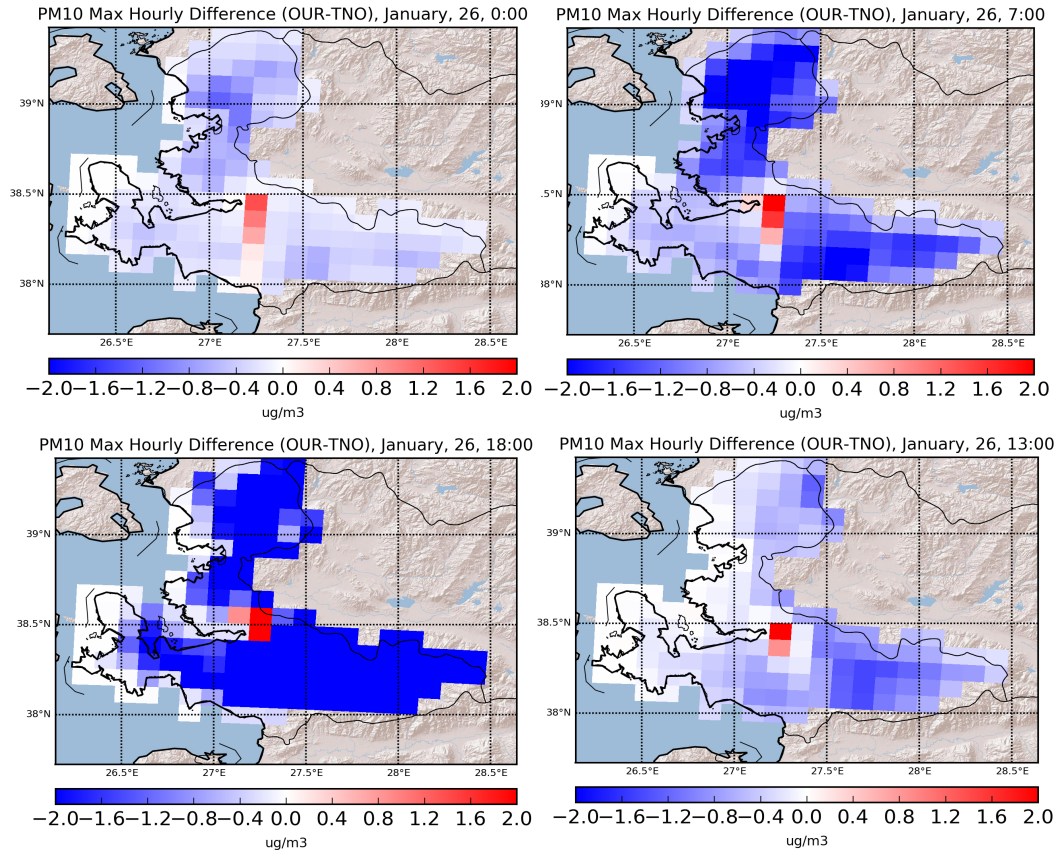 PM10 Max Hourly Difference (OUR-TNO), January, 26, 0:00
39°N
38.5°N
38°N
26.5°E 27°E 27.5°E 28°E 28.5°E
−2.0 −1.6 −1.2 −0.8 −0.4 0.0 0.4 0.8 1.2 1.6 2.0
ug/m3
PM10 Max Hourly Difference (OUR-TNO), January, 26, 7:00
39°N
.5°N
38°N
26.5°E 27°E 27.5°E 28°E 28.5°E
−2.0 −1.6 −1.2 −0.8 −0.4 0.0 0.4 0.8 1.2 1.6 2.0
ug/m3
PM10 Max Hourly Difference (OUR-TNO), January, 26, 18:00
39°N
38.5°N
38°N
26.5°E 27°E 27.5°E 28°E 28.5°E
−2.0 −1.6 −1.2 −0.8 −0.4 0.0 0.4 0.8 1.2 1.6 2.0
ug/m3
PM10 Max Hourly Difference (OUR-TNO), January, 26, 13:00
39°N
38.5°N
38°N
26.5°E 27°E 27.5°E 28°E 28.5°E
−2.0 −1.6 −1.2 −0.8 −0.4 0.0 0.4 0.8 1.2 1.6 2.0
ug/m3